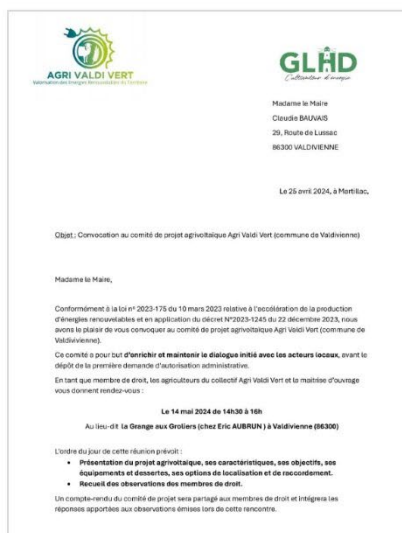 AGRI VALDI VERT
Valorisation des Energies Renouvelables du Territoire
GLHD
Cultivateur d'énergie
Madame le Maire
Claudie BAUVAIS
29, Route de Lussac
86300 VALDIVIENNE
Le 25 avril 2024, à Martillac,
Objet : Convocation au comité de projet agrivoltaïque Agri Valdi Vert (commune de Valdivienne)
Madame le Maire,
Conformément à la loi n° 2023-175 du 10 mars 2023 relative à l'accélération de la production
d'énergies renouvelables et en application du décret N°2023-1245 du 22 décembre 2023, nous
avons le plaisir de vous convoquer au comité de projet agrivoltaïque Agri Valdi Vert (commune de
Valdivienne).
Ce comité a pour but d'enrichir et maintenir le dialogue initié avec les acteurs locaux, avant le
dépôt de la première demande d'autorisation administrative.
En tant que membre de droit, les agriculteurs du collectif Agri Valdi Vert et la maitrise d'ouvrage
vous donnent rendez-vous :
Le 14 mai 2024 de 14h30 à 16h
Au lieu-dit la Grange aux Groliers (chez Eric AUBRUN ) à Valdivienne (86300)
L'ordre du jour de cette réunion prévoit :
• Présentation du projet agrivoltaïque, ses caractéristiques, ses objectifs, ses
équipements et dessertes, ses options de localisation et de raccordement.
• Recueil des observations des membres de droit.
Un compte-rendu du comité de projet sera partagé aux membres de droit et intégrera les
réponses apportées aux observations émises lors de cette rencontre.